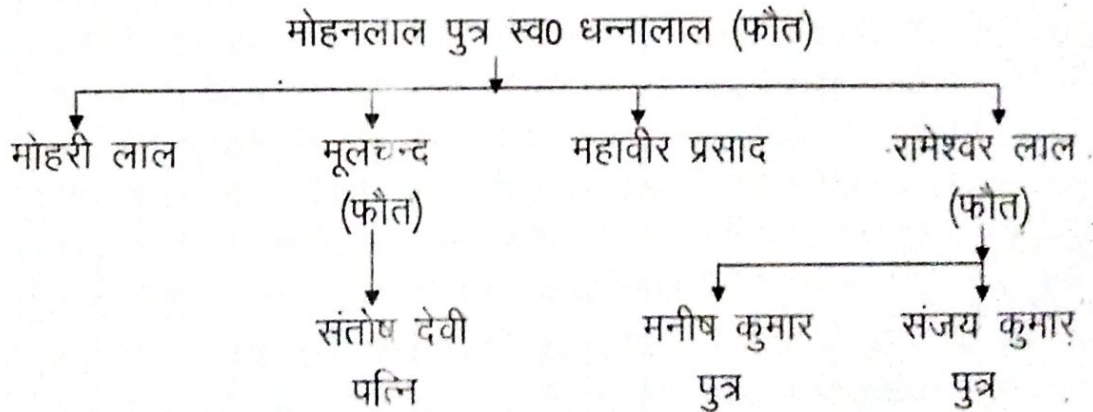 मोहनलाल पुत्र स्व0 धन्नालाल (फौत)
मोहरी लाल मूलचन्द महावीर प्रसाद रामेश्वर लाल
(फौत) (फौत)
संतोष देवी मनीष कुमार संजय कुमार
पत्नि पुत्र पुत्र